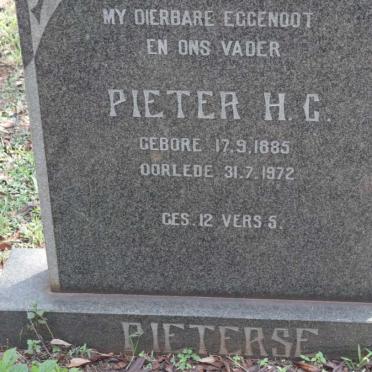 MY DIERBARE EGGENOOT
EN ONS VADER
PIETER H. G.
GEBORE 17.9.1885
OORLEDE 31.7.1972
GES. 12 VERS 5.
PIETERSE